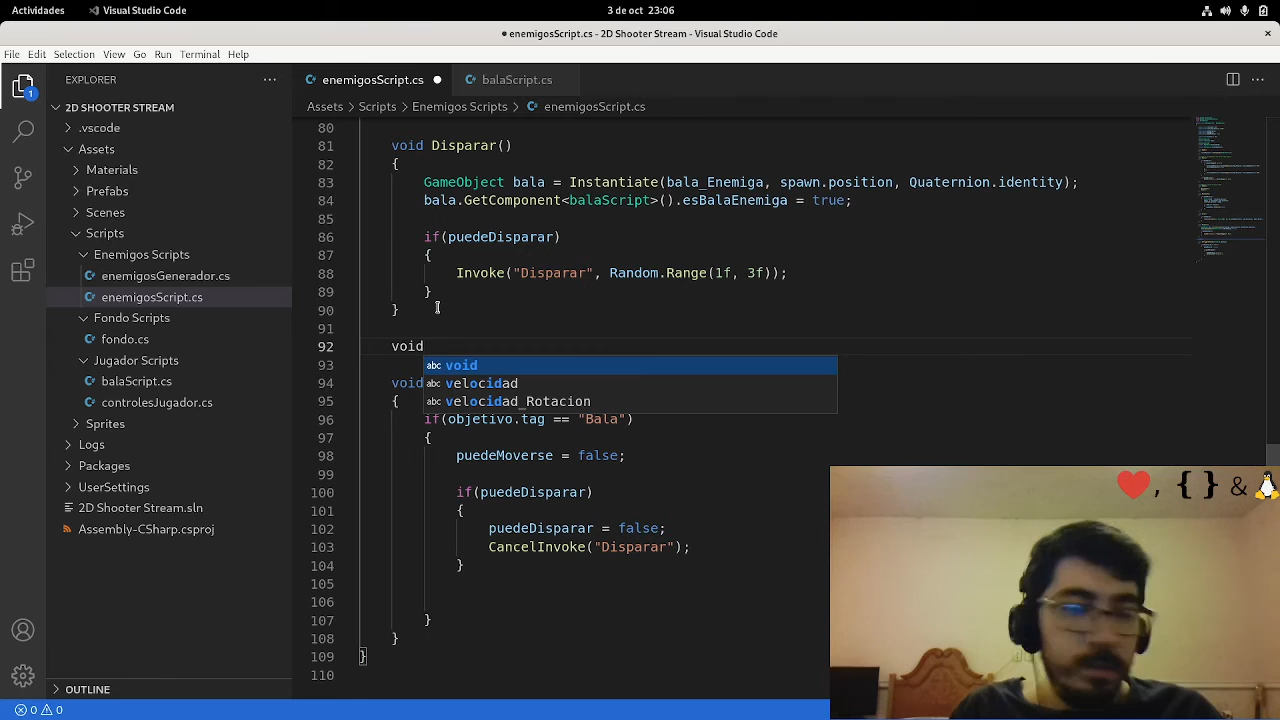 Actividades
Visual Studio Code
3 de oct 23:06
● enemigosScript.cs - 2D Shooter Stream - Visual Studio Code
File Edit Selection View Go Run Terminal Help
EXPLORER
2D SHOOTER STREAM
.vscode
Assets
Materials
Prefabs
Scenes
Scripts
Enemigos Scripts
enemigosGenerador.cs
enemigosScript.cs
Fondo Scripts
fondo.cs
Jugador Scripts
balaScript.cs
controlesJugador.cs
Sprites
Logs
Packages
UserSettings
2D Shooter Stream.sln
Assembly-CSharp.csproj
OUTLINE
1
enemigosScript.cs ●
balaScript.cs
Assets > Scripts > Enemigos Scripts > enemigosScript.cs
80
81 void Disparar
82 {
83 GameObject bala = Instantiate(bala_Enemiga, spawn.position, Quaternion.identity);
84 bala.GetComponent<balaScript>().esBalaEnemiga = true;
85
86 if(puedeDisparar)
87 {
88 Invoke("Disparar", Random.Range(1f, 3f));
89 }
90 }
91
92 void
93
void
velocidad
velocidad_Rotacion
94 void
95 {
96 if(objetivo.tag == "Bala")
97 {
98 puedeMoverse = false;
99
100 if(puedeDisparar)
101 {
102 puedeDisparar = false;
103 CancelInvoke("Disparar");
104 }
105
106
107 }
108 }
109 }
110
, { } &
0 0